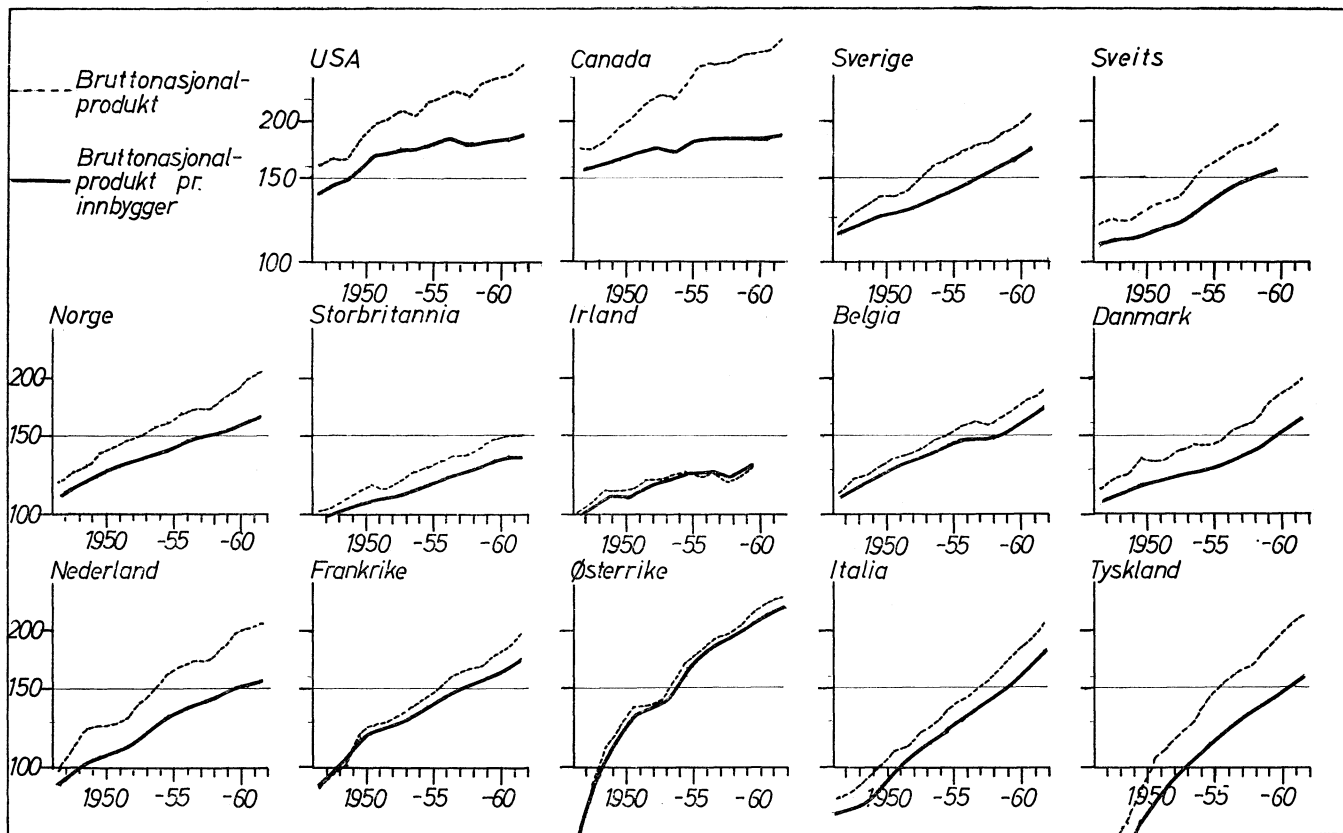 Bruttonasjonal-
produkt
Bruttonasjonal-
produkt pr.
innbygger
USA
Canada
Sverige
Sveits
200
150
100
1950 -55 -60
1950 -55 -60
1950 -55 -60
1950 -55 -60
Norge
Storbritannia
Irland
Belgia
Danmark
200
150
100
1950 -55 -60
1950 -55 -60
1950 -55 -60
1950 -55 -60
1950 -55 -60
Nederland
Frankrike
Østerrike
Italia
Tyskland
200
150
100
1950 -55 -60
1950 -55 -60
1950 -55 -60
1950 -55 -60
1950 -55 -60